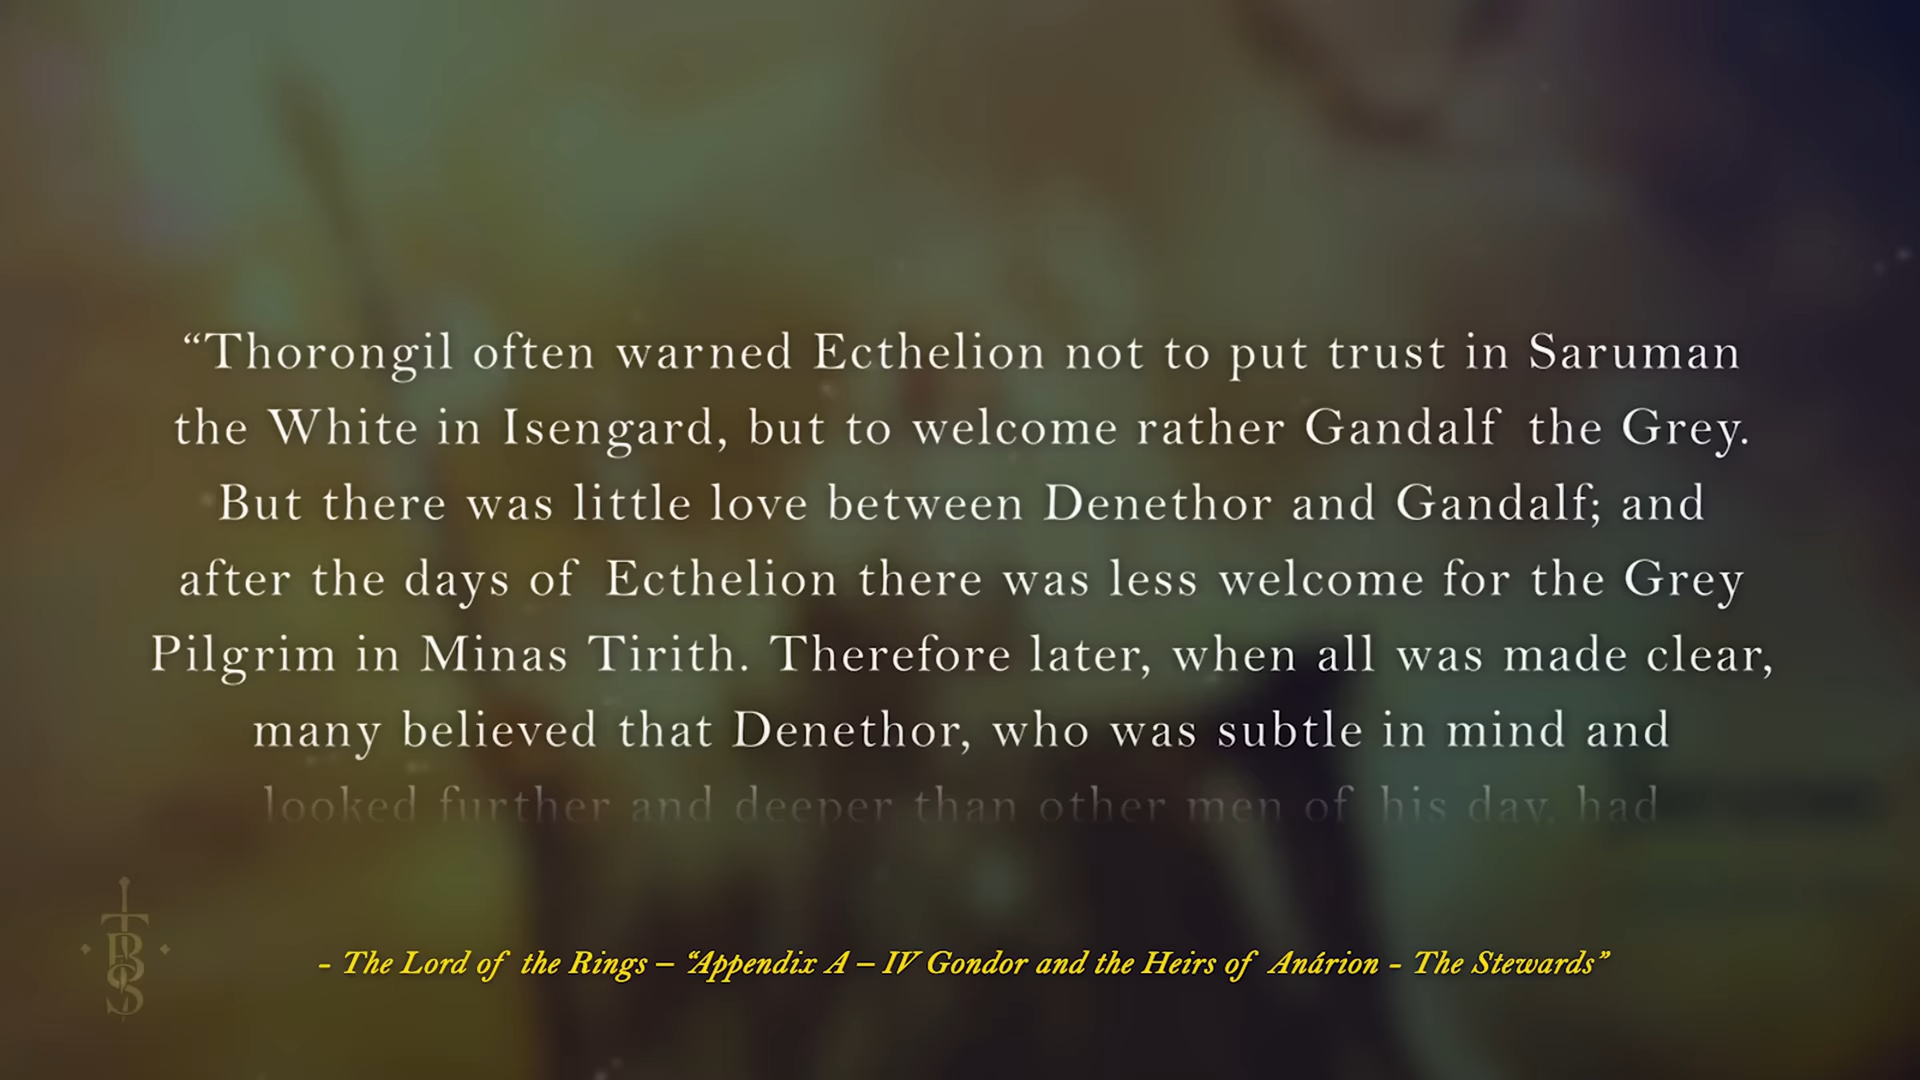 “Thorongil often warned Ecthelion not to put trust in Saruman
the White in Isengard, but to welcome rather Gandalf the Grey.
But there was little love between Denethor and Gandalf; and
after the days of Ecthelion there was less welcome for the Grey
Pilgrim in Minas Tirith. Therefore later, when all was made clear,
many believed that Denethor, who was subtle in mind and
looked further and deeper than other men of his day, had
- The Lord of the Rings – “Appendix A – IV Gondor and the Heirs of Anárion - The Stewards”
TBS